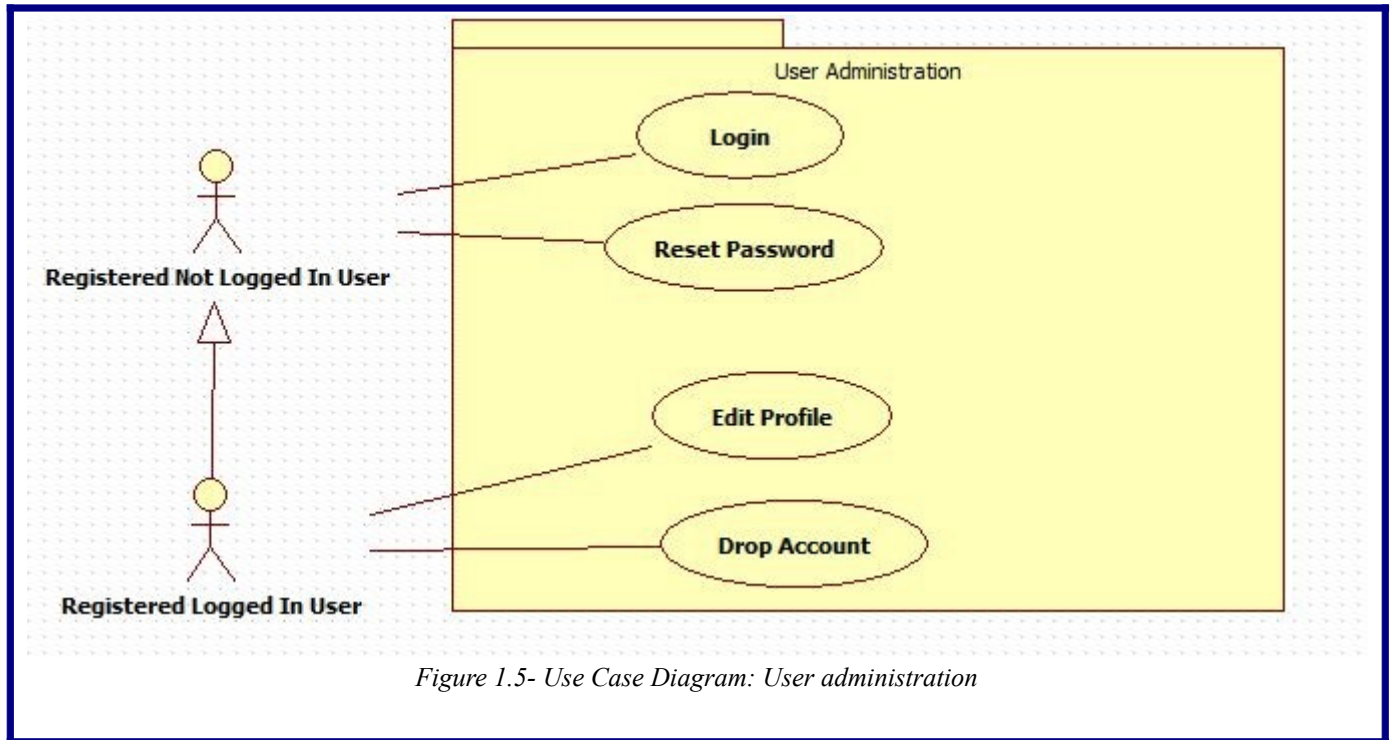 User Administration
Login
Reset Password
Registered Not Logged In User
Edit Profile
Drop Account
Registered Logged In User
Figure 1.5- Use Case Diagram: User administration